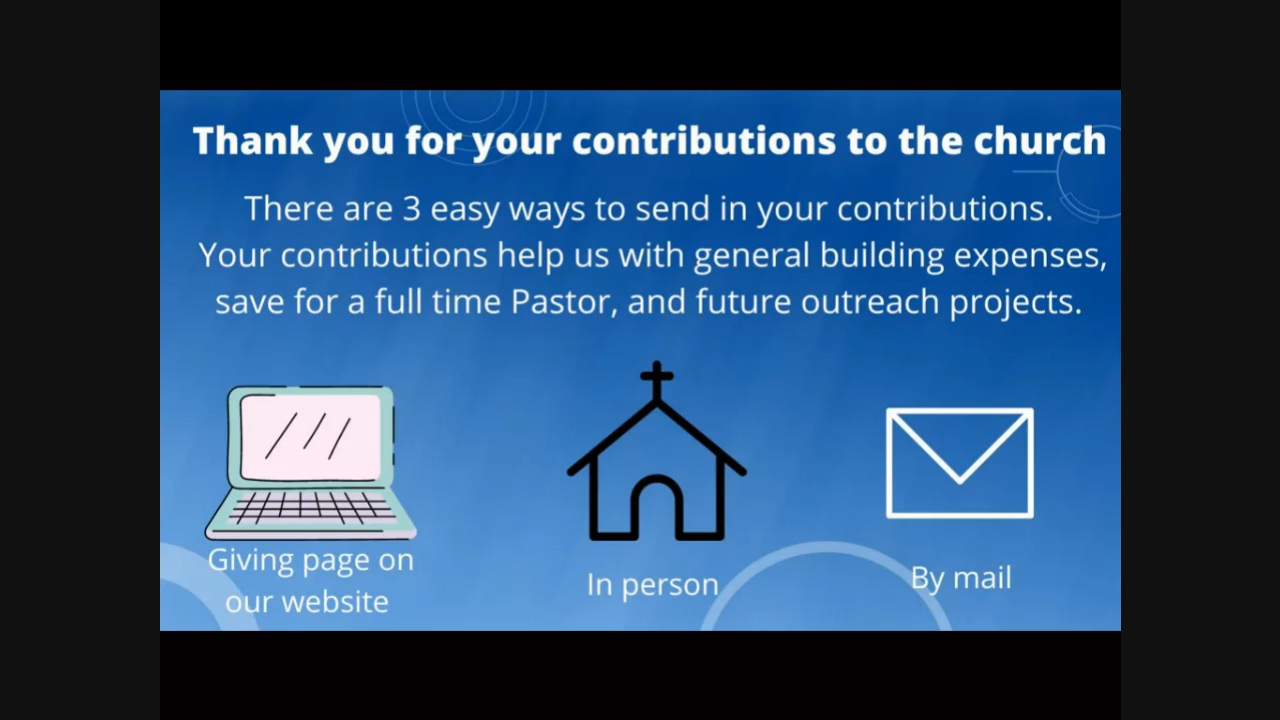 Thank you for your contributions to the church
There are 3 easy ways to send in your contributions.
Your contributions help us with general building expenses,
save for a full time Pastor, and future outreach projects.
Giving page on
our website
In person
By mail